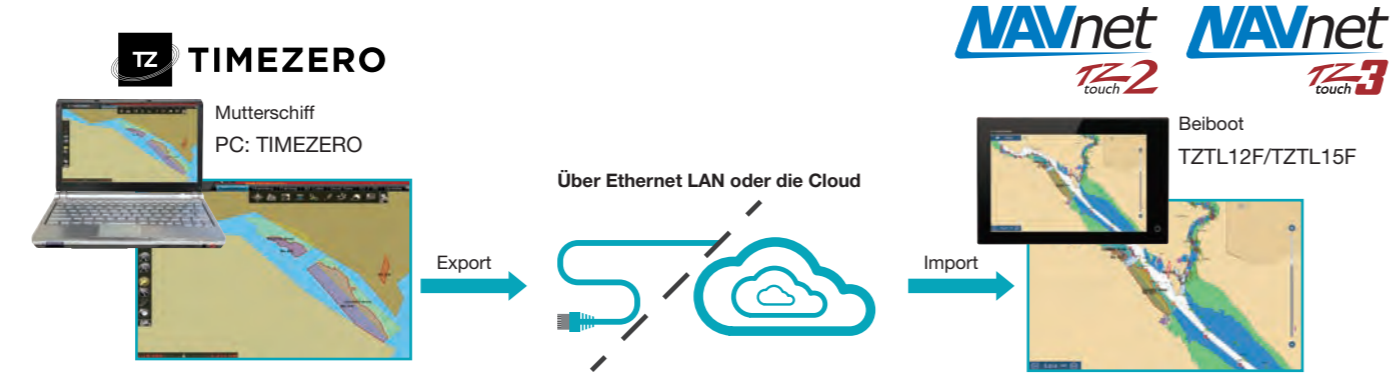 TZ TIMEZERO
Mutterschiff
PC: TIMEZERO
Über Ethernet LAN oder die Cloud
Export
Import
NAVnet
TZ touch 2
NAVnet
TZ touch 3
Beiboot
TZTL12F/TZTL15F